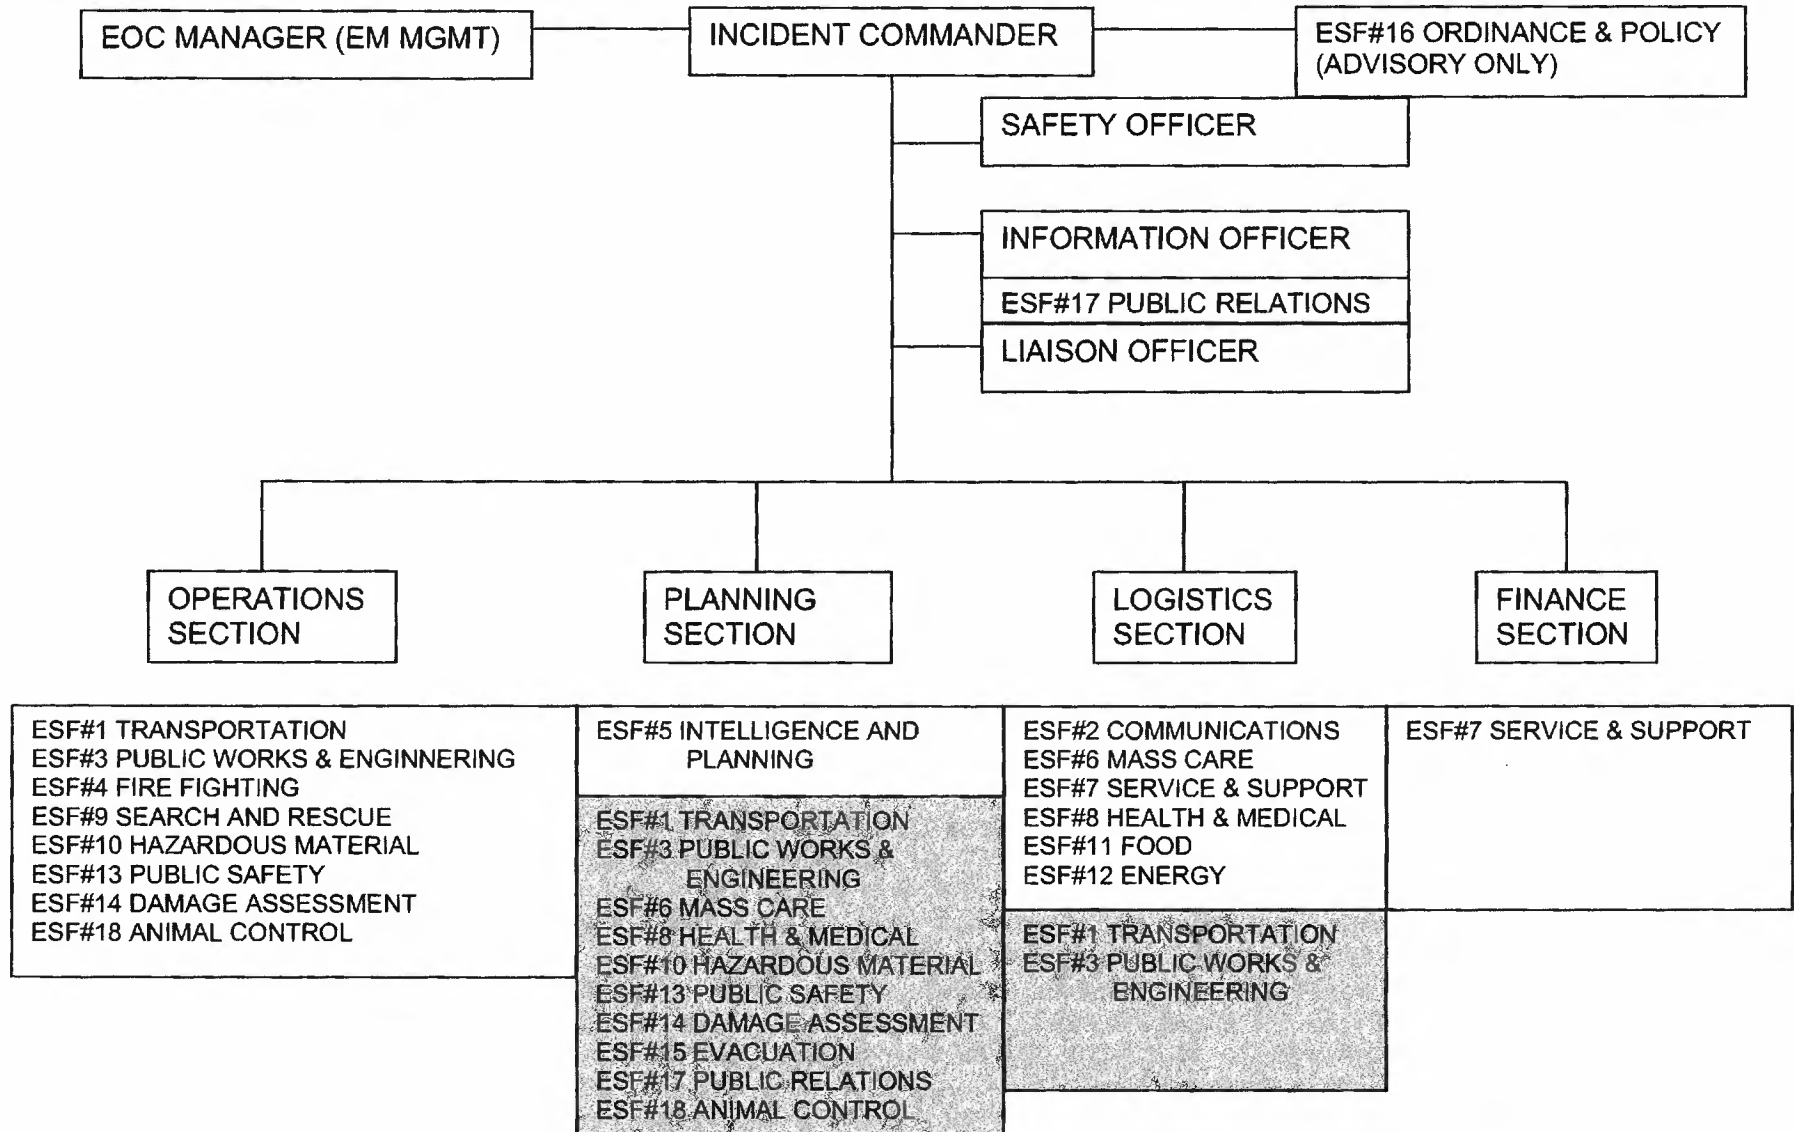 EOC MANAGER (EM MGMT)
INCIDENT COMMANDER
ESF#16 ORDINANCE & POLICY
(ADVISORY ONLY)
SAFETY OFFICER
INFORMATION OFFICER
ESF#17 PUBLIC RELATIONS
LIAISON OFFICER
OPERATIONS
SECTION
PLANNING
SECTION
LOGISTICS
SECTION
FINANCE
SECTION
ESF#1 TRANSPORTATION
ESF#3 PUBLIC WORKS & ENGINNERING
ESF#4 FIRE FIGHTING
ESF#9 SEARCH AND RESCUE
ESF#10 HAZARDOUS MATERIAL
ESF#13 PUBLIC SAFETY
ESF#14 DAMAGE ASSESSMENT
ESF#18 ANIMAL CONTROL
ESF#5 INTELLIGENCE AND
PLANNING
ESF#1 TRANSPORTATION
ESF#3 PUBLIC WORKS &
ENGINEERING
ESF#6 MASS CARE
ESF#8 HEALTH & MEDICAL
ESF#10 HAZARDOUS MATERIAL
ESF#13 PUBLIC SAFETY
ESF#14 DAMAGE ASSESSMENT
ESF#15 EVACUATION
ESF#17 PUBLIC RELATIONS
ESF#18 ANIMAL CONTROL
ESF#2 COMMUNICATIONS
ESF#6 MASS CARE
ESF#7 SERVICE & SUPPORT
ESF#8 HEALTH & MEDICAL
ESF#11 FOOD
ESF#12 ENERGY
ESF#1 TRANSPORTATION
ESF#3 PUBLIC WORKS &
ENGINEERING
ESF#7 SERVICE & SUPPORT